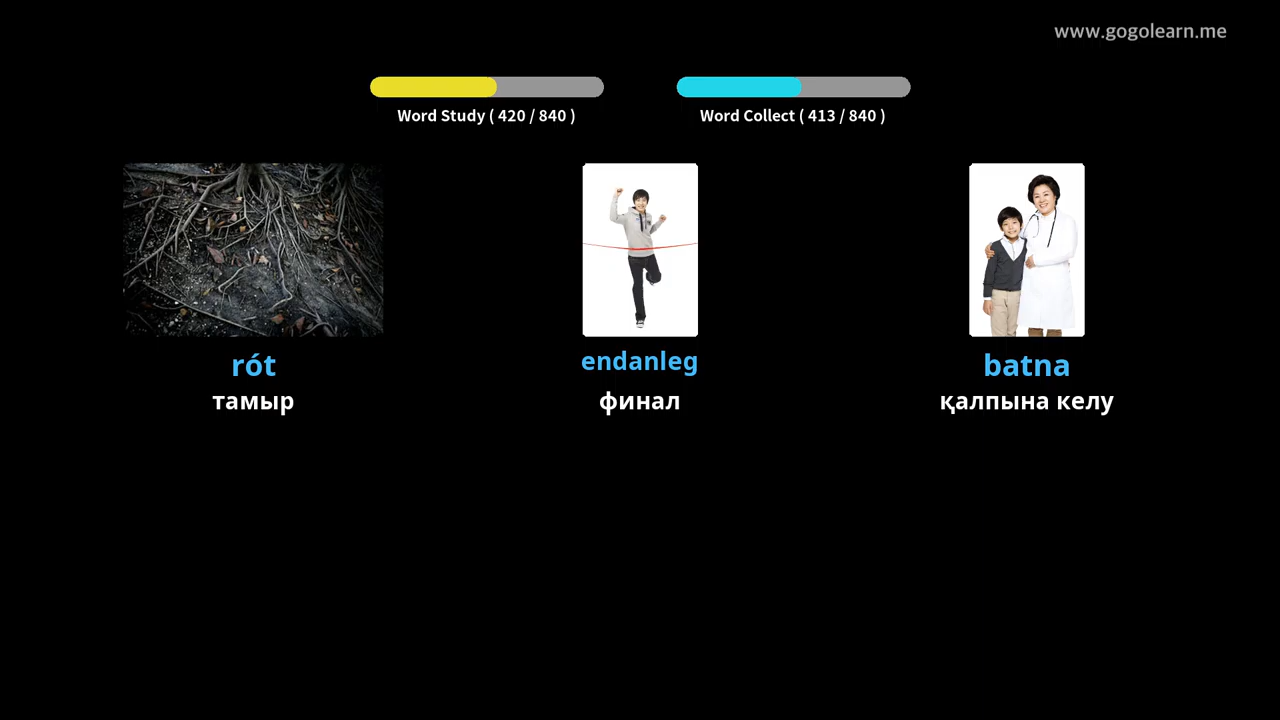 www.gogolearn.me
Word Study ( 420 / 840 )
Word Collect ( 413 / 840 )
rót
endanleg
batna
тамыр
финал
қалпына келу